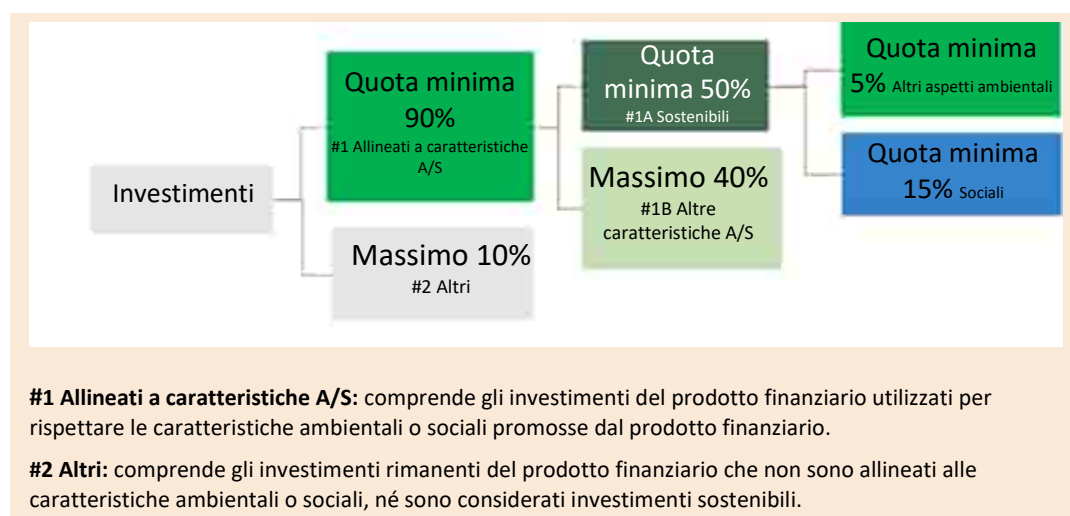 Investimenti
Quota minima
90%
#1 Allineati a caratteristiche
A/S
Massimo 10%
#2 Altri
Quota
minima 50%
#1A Sostenibili
Massimo 40%
#1B Altre
caratteristiche A/S
Quota minima
5% Altri aspetti ambientali
Quota minima
15% Sociali
#1 Allineati a caratteristiche A/S: comprende gli investimenti del prodotto finanziario utilizzati per
rispettare le caratteristiche ambientali o sociali promosse dal prodotto finanziario.
#2 Altri: comprende gli investimenti rimanenti del prodotto finanziario che non sono allineati alle
caratteristiche ambientali o sociali, né sono considerati investimenti sostenibili.